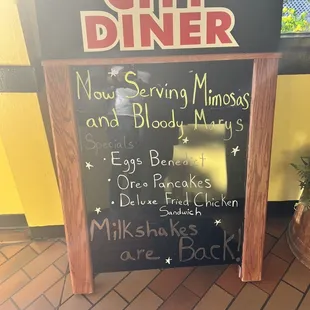 CITY
DINER
Now Serving Mimosas
and Bloody Marys
Specials
• Eggs Benedict
• Oreo Pancakes
• Deluxe Fried Chicken
Sandwich
Milkshakes
are Back!